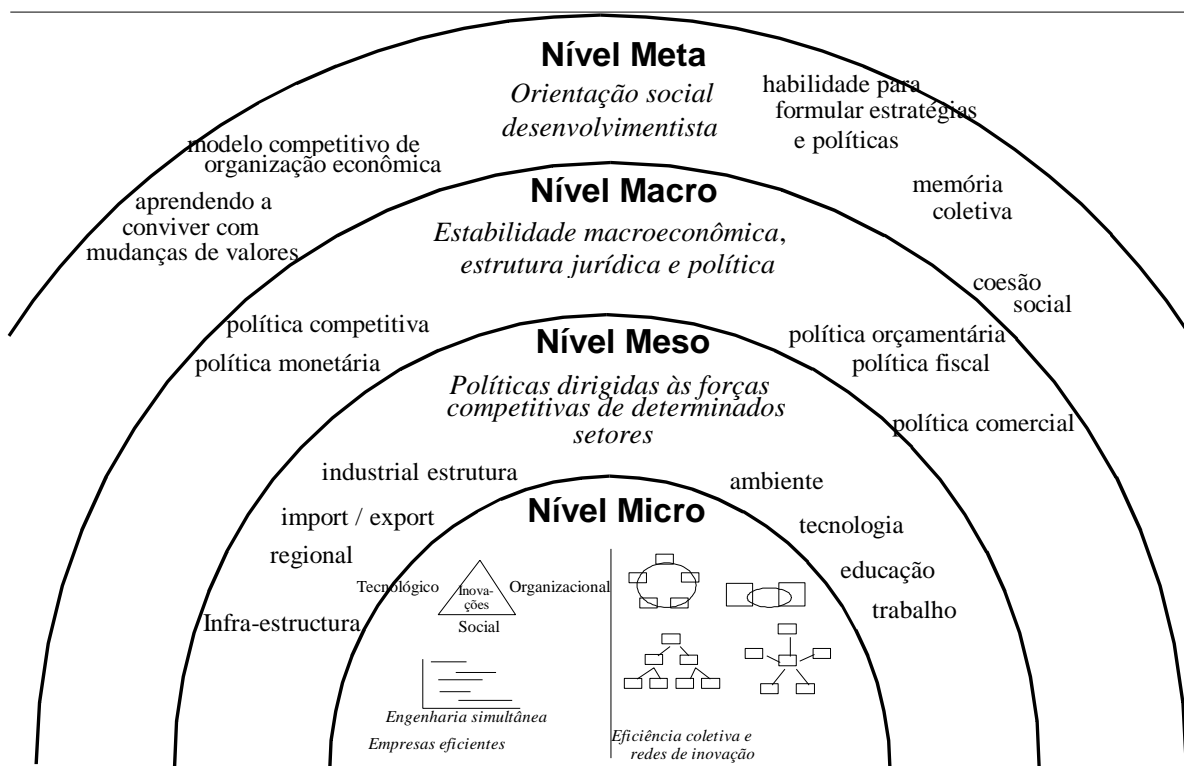 Nível Meta
Orientação social
desenvolvimentista
habilidade para
formular estratégias
e políticas
modelo competitivo de
organização econômica
memória
coletiva
aprendendo a
conviver com
mudanças de valores
coesão
social
Nível Macro
Estabilidade macroeconômica,
estrutura jurídica e política
política competitiva
política monetária
política orçamentária
política fiscal
política comercial
Nível Meso
Políticas dirigidas às forças
competitivas de determinados
setores
industrial estrutura
import / export
regional
Infra-estructura
ambiente
tecnologia
educação
trabalho
Nível Micro
Tecnológico
Inova-
ções
Organizacional
Social
Engenharia simultânea
Empresas eficientes
Eficiência coletiva e
redes de inovação